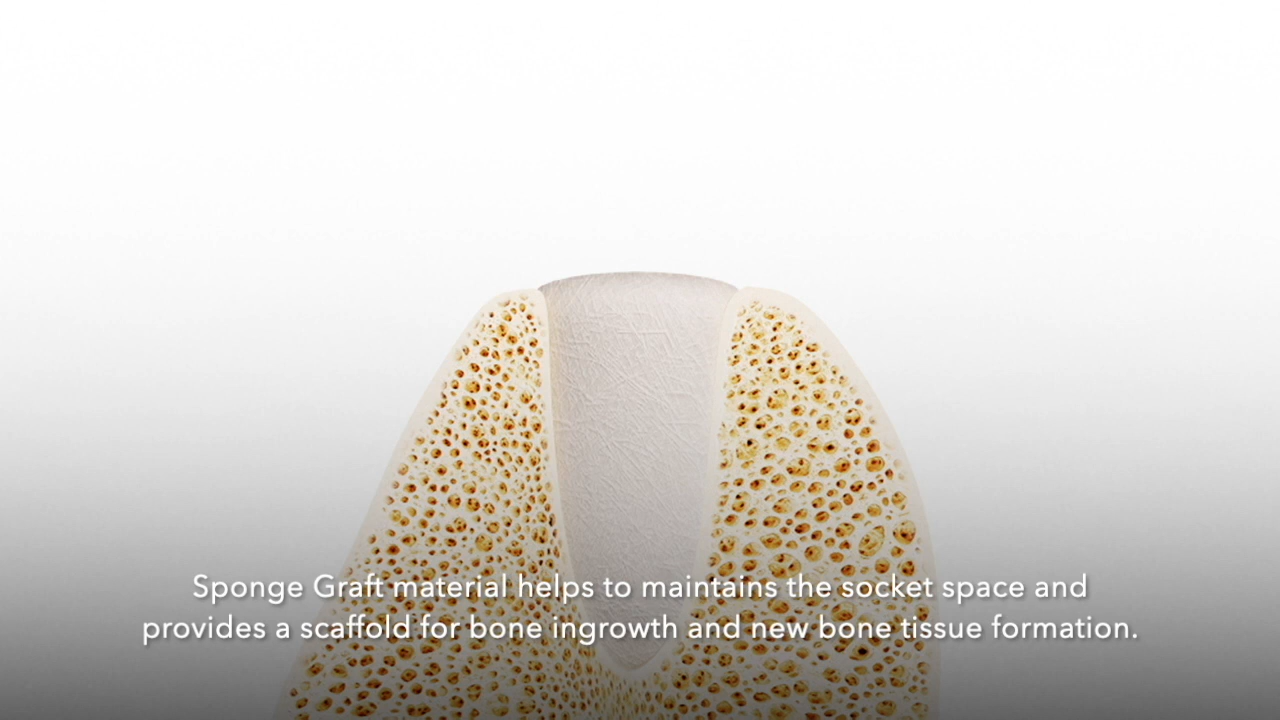 Sponge Graft material helps to maintains the socket space and
provides a scaffold for bone ingrowth and new bone tissue formation.